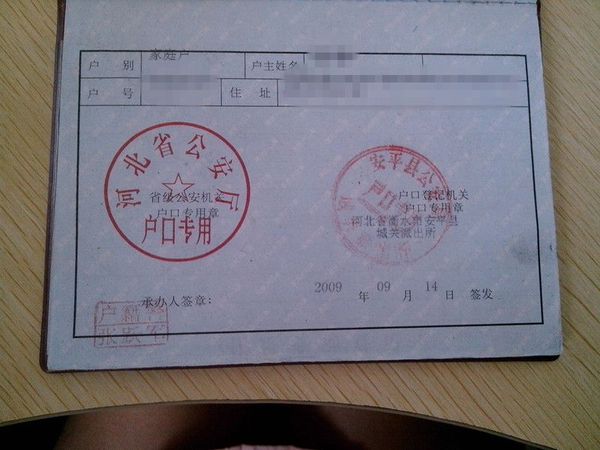 户 别 家庭户 户主姓名
户 号 住 址
河北省公安厅
户口专用
省级公安机关
户口专用章
安平县公
户口
户口登记机关
户口专用章
河北省衡水市安平县
城关派出所
承办人签章:
2009 年 09 月 14 日 签发